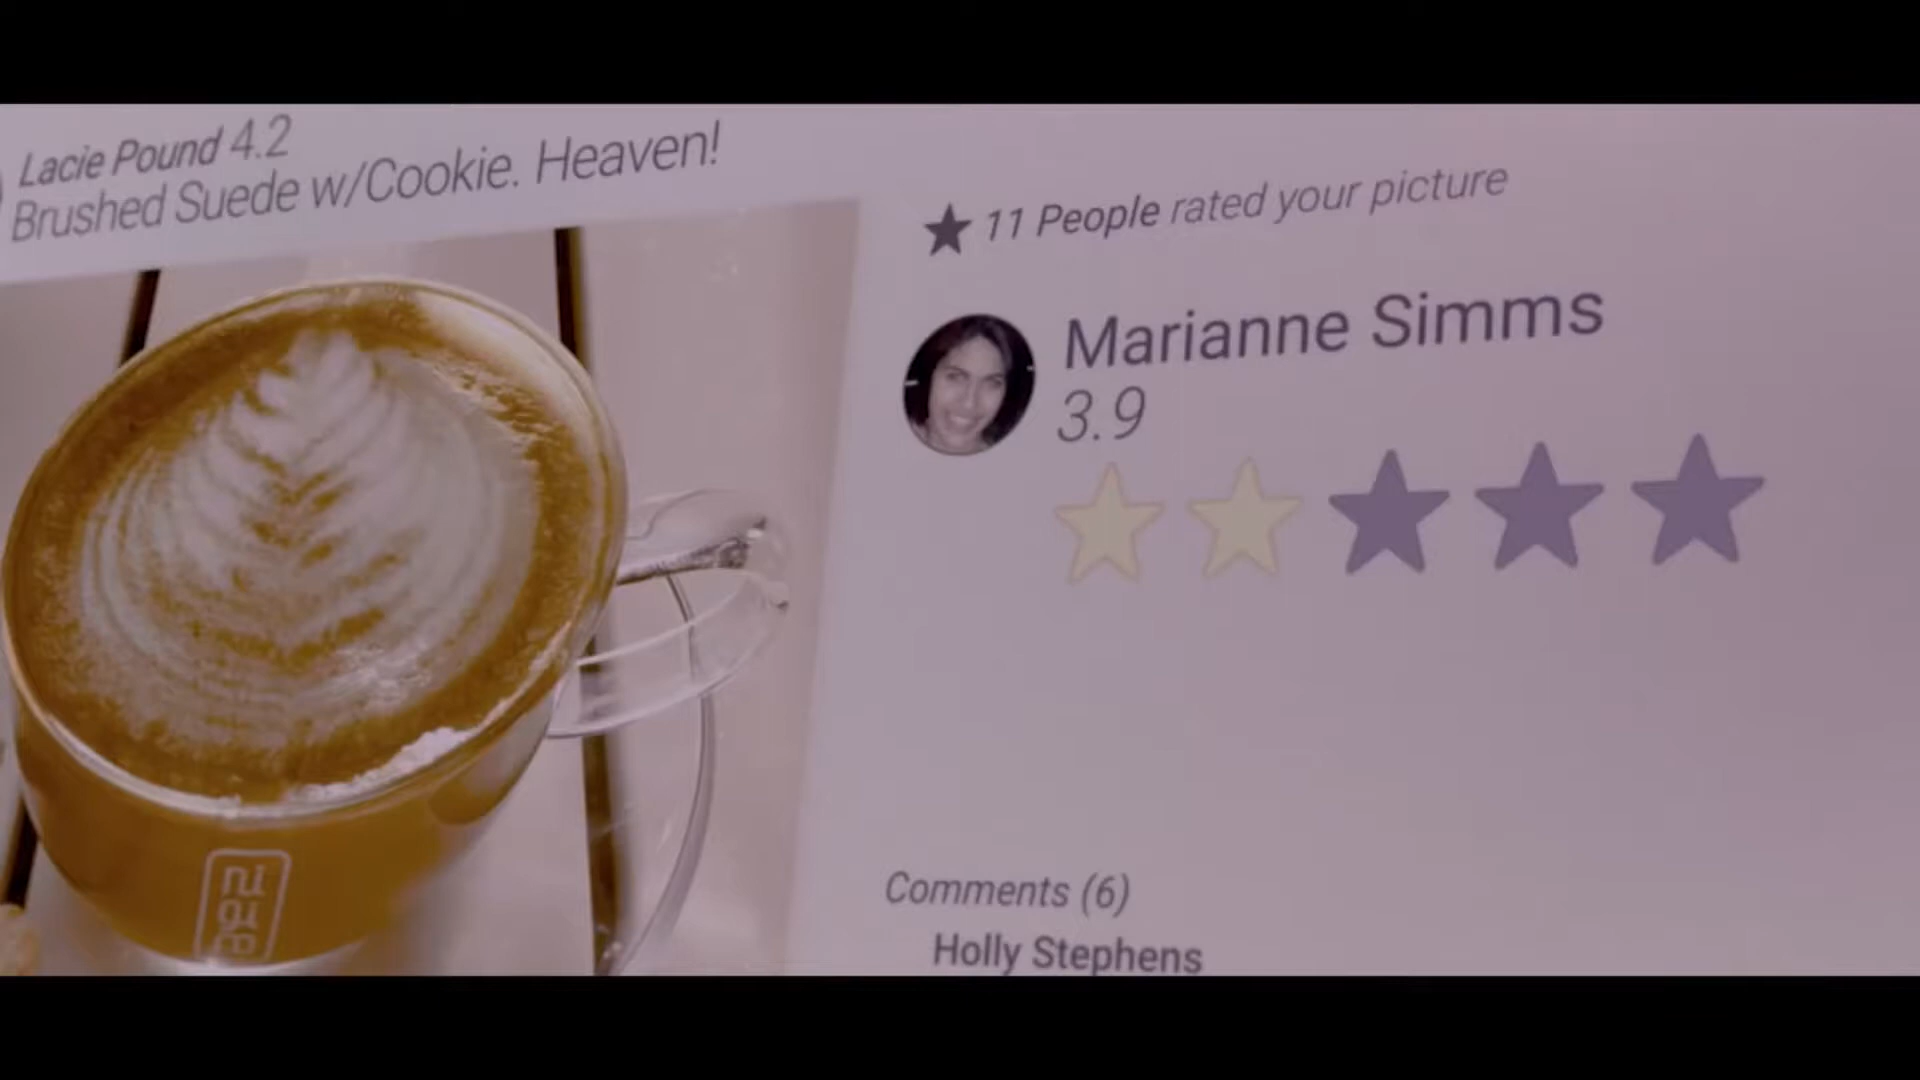 Lacie Pound 4.2
Brushed Suede w/Cookie. Heaven!
11 People rated your picture
Marianne Simms
3.9
Comments (6)
Holly Stephens